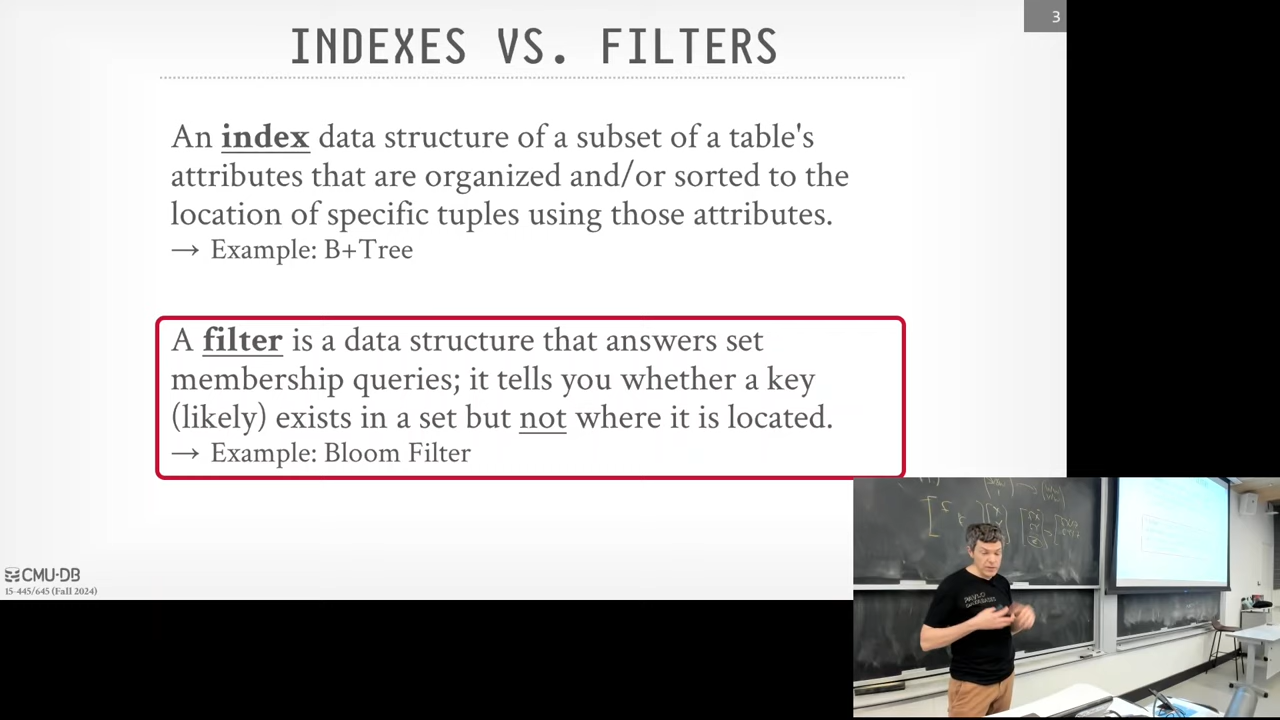 3
INDEXES VS. FILTERS
An index data structure of a subset of a table's
attributes that are organized and/or sorted to the
location of specific tuples using those attributes.
→ Example: B+Tree
A filter is a data structure that answers set
membership queries; it tells you whether a key
(likely) exists in a set but not where it is located.
→ Example: Bloom Filter
CMU·DB
15-445/645 (Fall 2024)